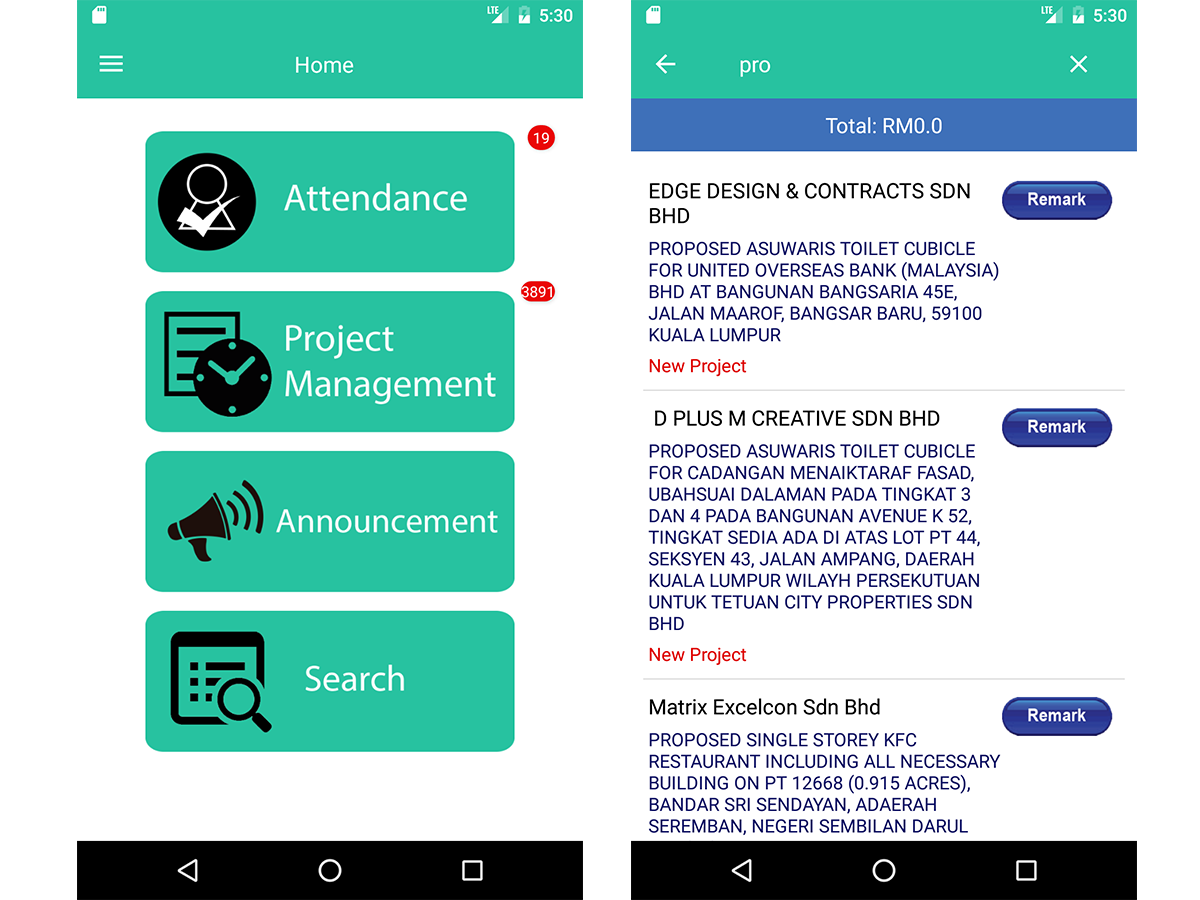 LTE 5:30
Home
19
Attendance
3891
Project
Management
Announcement
Search
LTE 5:30
pro
Total: RM0.0
EDGE DESIGN & CONTRACTS SDN
BHD
Remark
PROPOSED ASUWARIS TOILET CUBICLE
FOR UNITED OVERSEAS BANK (MALAYSIA)
BHD AT BANGUNAN BANGSARIA 45E,
JALAN MAAROF, BANGSAR BARU, 59100
KUALA LUMPUR
New Project
D PLUS M CREATIVE SDN BHD
Remark
PROPOSED ASUWARIS TOILET CUBICLE
FOR CADANGAN MENAIKTARAF FASAD,
UBAHSUAI DALAMAN PADA TINGKAT 3
DAN 4 PADA BANGUNAN AVENUE K 52,
TINGKAT SEDIA ADA DI ATAS LOT PT 44,
SEKSYEN 43, JALAN AMPANG, DAERAH
KUALA LUMPUR WILAYH PERSEKUTUAN
UNTUK TETUAN CITY PROPERTIES SDN
BHD
New Project
Matrix Excelcon Sdn Bhd
Remark
PROPOSED SINGLE STOREY KFC
RESTAURANT INCLUDING ALL NECESSARY
BUILDING ON PT 12668 (0.915 ACRES),
BANDAR SRI SENDAYAN, ADAERAH
SEREMBAN, NEGERI SEMBILAN DARUL